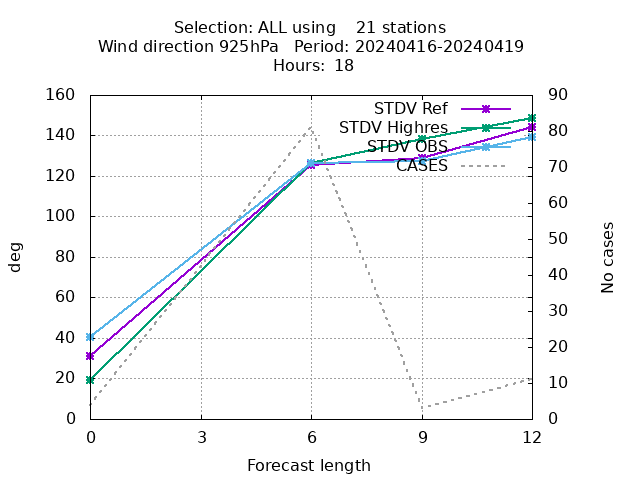 Selection: ALL using    21 stations
Wind direction 925hPa   Period: 20240416-20240419
Hours:  18
160
140
120
100
80
60
40
20
0
deg
STDV Ref
STDV Highres
STDV OBS
CASES
90
80
70
60
50
40
30
20
10
0
No cases
0
3
6
9
12
Forecast length